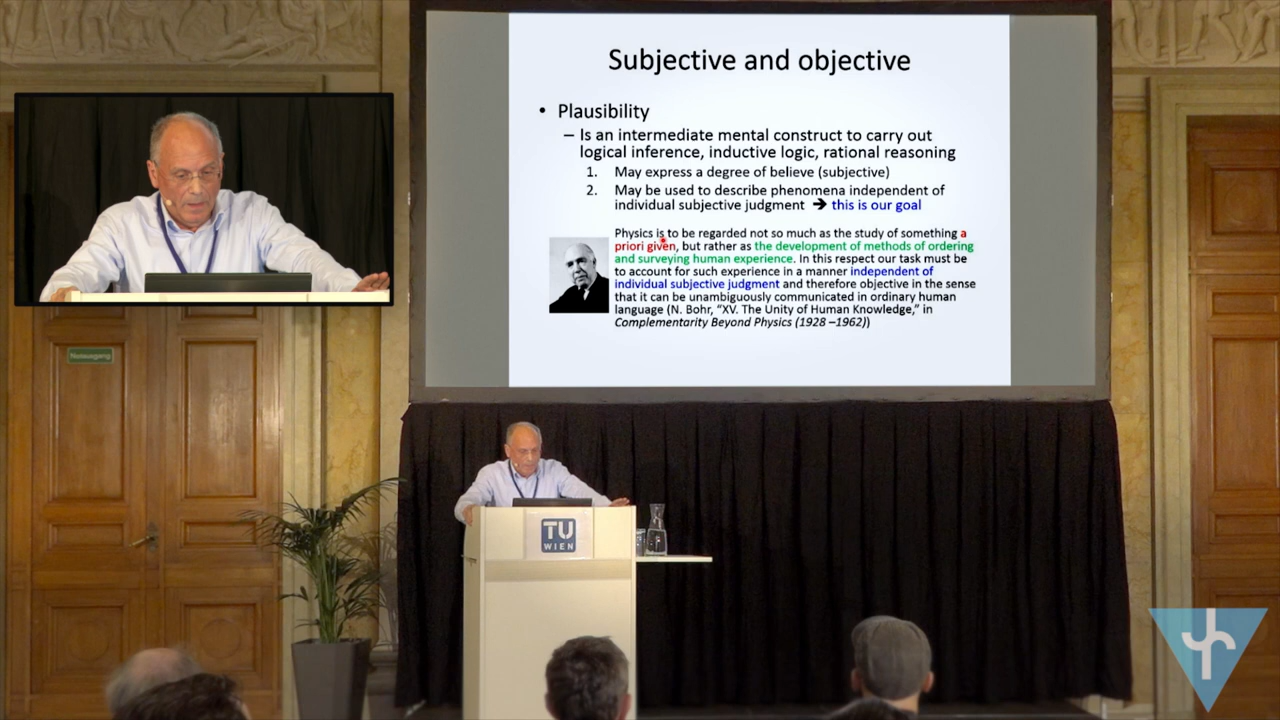 Subjective and objective
• Plausibility
– Is an intermediate mental construct to carry out
logical inference, inductive logic, rational reasoning
1. May express a degree of believe (subjective)
2. May be used to describe phenomena independent of
individual subjective judgment ➔ this is our goal
Physics is to be regarded not so much as the study of something a
priori given, but rather as the development of methods of ordering
and surveying human experience. In this respect our task must be
to account for such experience in a manner independent of
individual subjective judgment and therefore objective in the sense
that it can be unambiguously communicated in ordinary human
language (N. Bohr, "XV. The Unity of Human Knowledge," in
Complementarity Beyond Physics (1928 –1962))
Notausgang
TU
WIEN